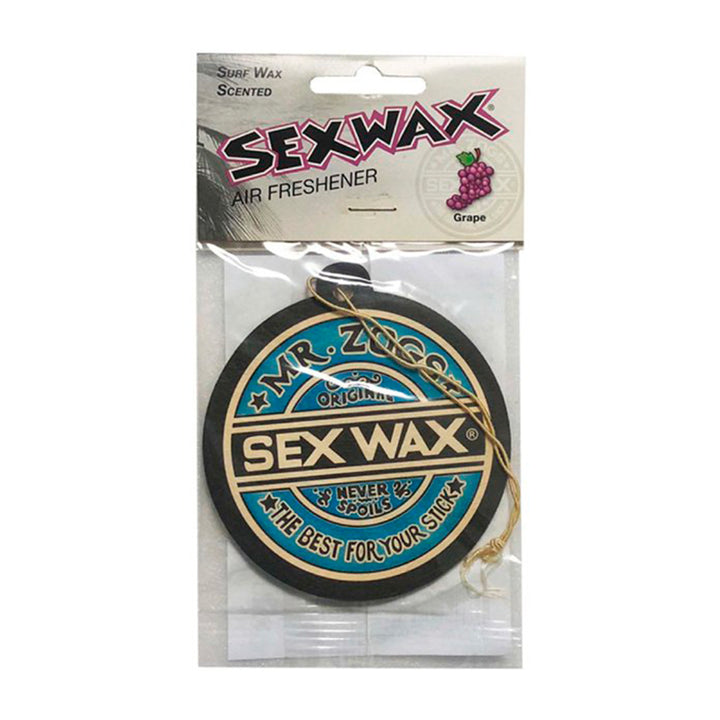 SURF WAX
SCENTED
SEXWAX®
AIR FRESHENER
SEXWAX
Grape
MR. ZOGS
ORIGINAL
SEX WAX®
NEVER
SPOILS
THE BEST FOR YOUR STICK